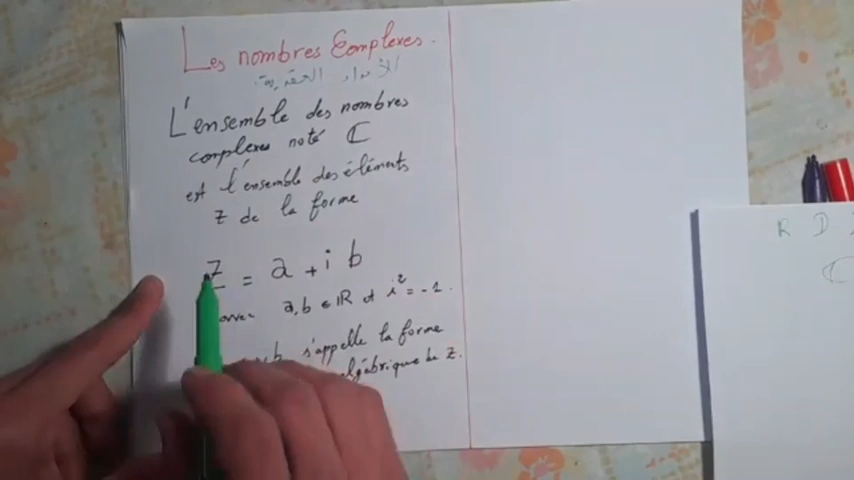 Les nombres Complexes.
الأعداد العقدية
L'ensemble des nombres
complexes noté ℂ
est l'ensemble des éléments
z de la forme
z = a + i b
avec a, b ∈ ℝ et i² = -1.
s'appelle la forme
algébrique de z.
R D